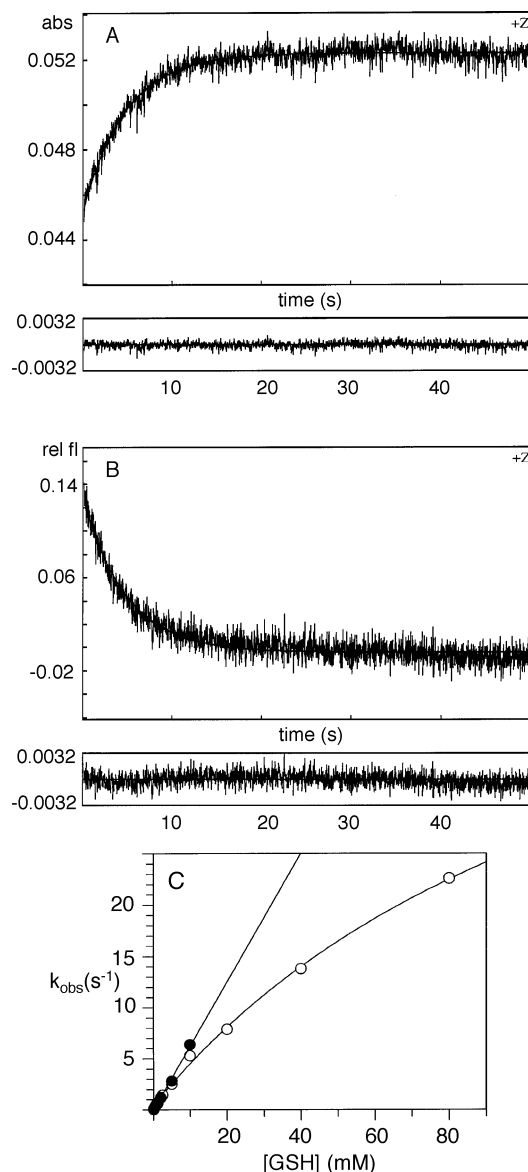 abs
A
+Z
0.052
0.048
0.044
time (s)
0.0032
-0.0032
10 20 30 40
rel fl
B
+Z
0.14
0.06
-0.02
time (s)
0.0032
-0.0032
10 20 30 40
C
20
15
kobs(s-1)
10
5
20 40 60 80
[GSH] (mM)